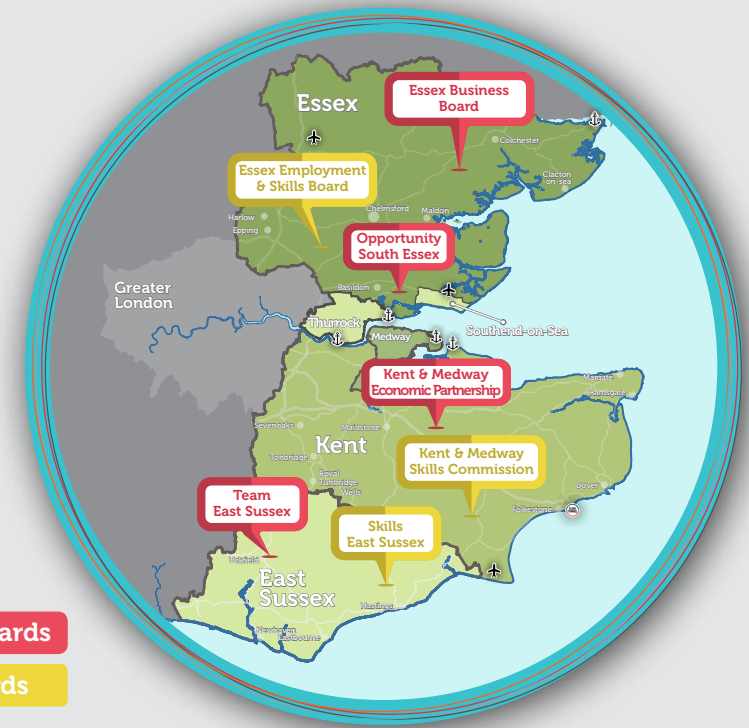 Essex
Essex Business
Board
Colchester
Essex Employment
& Skills Board
Clacton
on-sea
Harlow
Chelmsford
Maldon
Epping
Opportunity
South Essex
Basildon
Greater
London
Thurrock
Southend-on-Sea
Medway
Kent & Medway
Economic Partnership
Margate
Ramsgate
Sevenoaks
Maidstone
Kent
Kent & Medway
Skills Commission
Tonbridge
Royal
Tunbridge
Wells
Dover
Team
East Sussex
Folkestone
Skills
East Sussex
Uckfield
East
Sussex
Hastings
Newhaven
Eastbourne
ards
ds